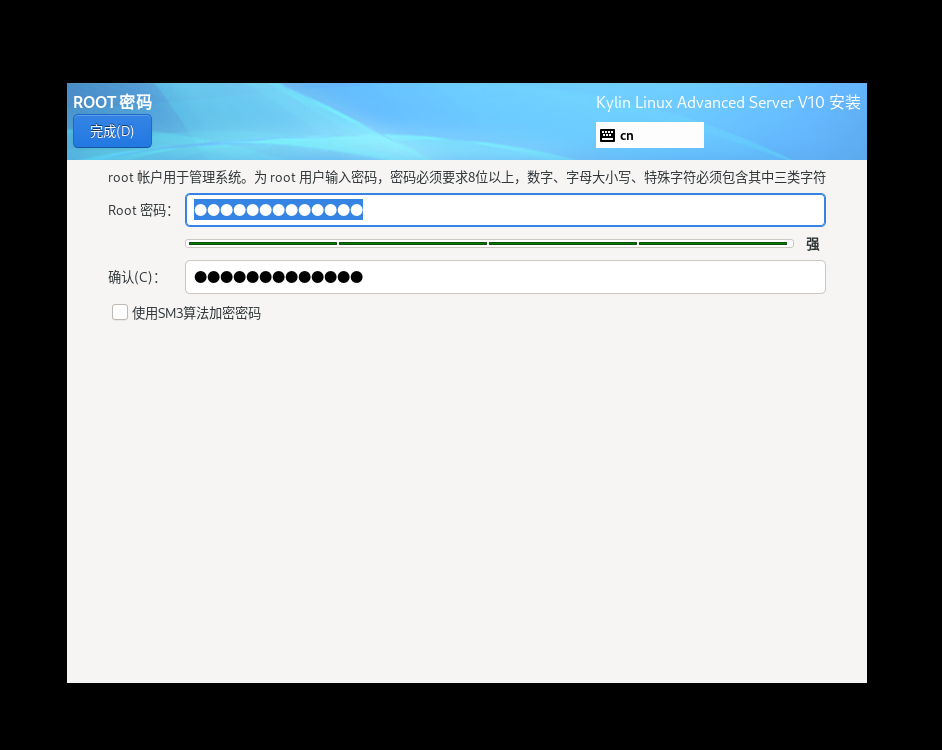 ROOT 密码
Kylin Linux Advanced Server V10 安装
完成(D)
cn
root 帐户用于管理系统。为 root 用户输入密码，密码必须要求8位以上，数字、字母大小写、特殊字符必须包含其中三类字符
Root 密码：
●●●●●●●●●●●●●
强
确认(C)：
●●●●●●●●●●●●●
使用SM3算法加密密码